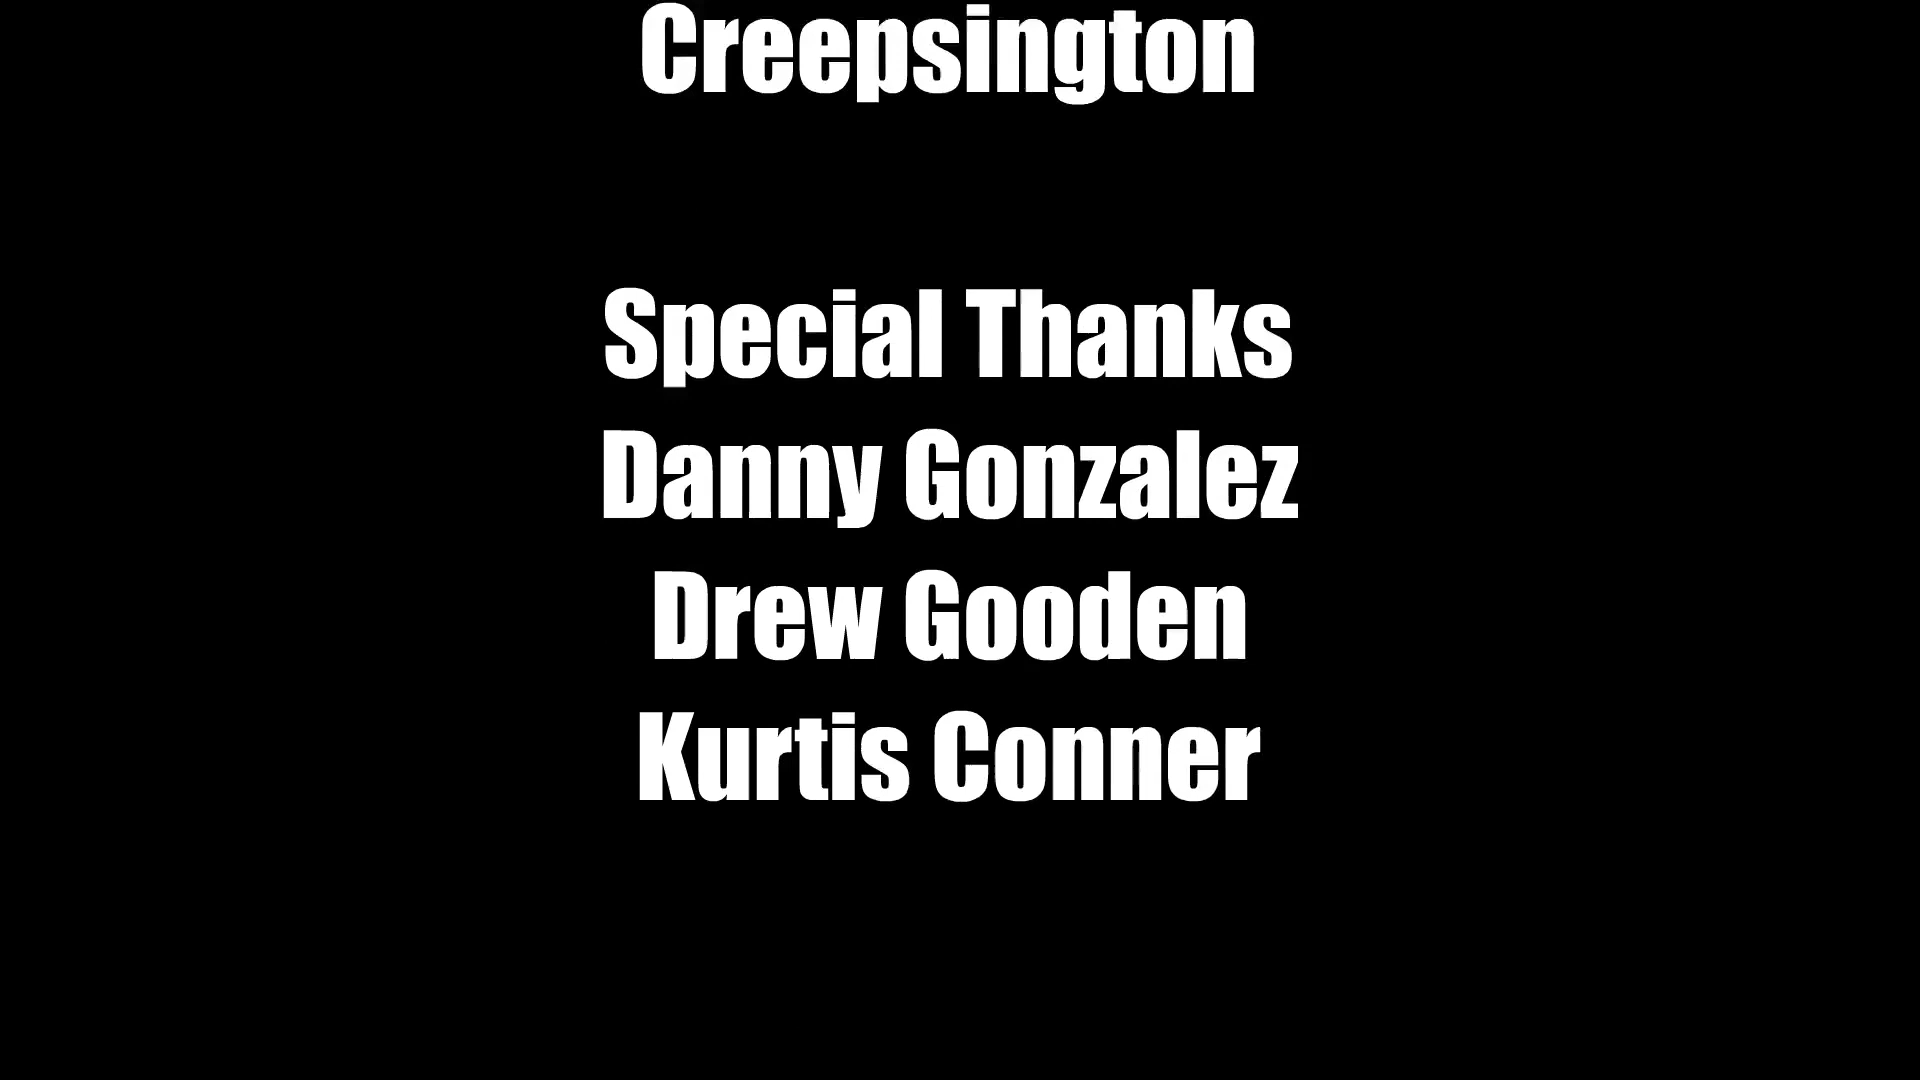 Creepsington
Special Thanks
Danny Gonzalez
Drew Gooden
Kurtis Conner